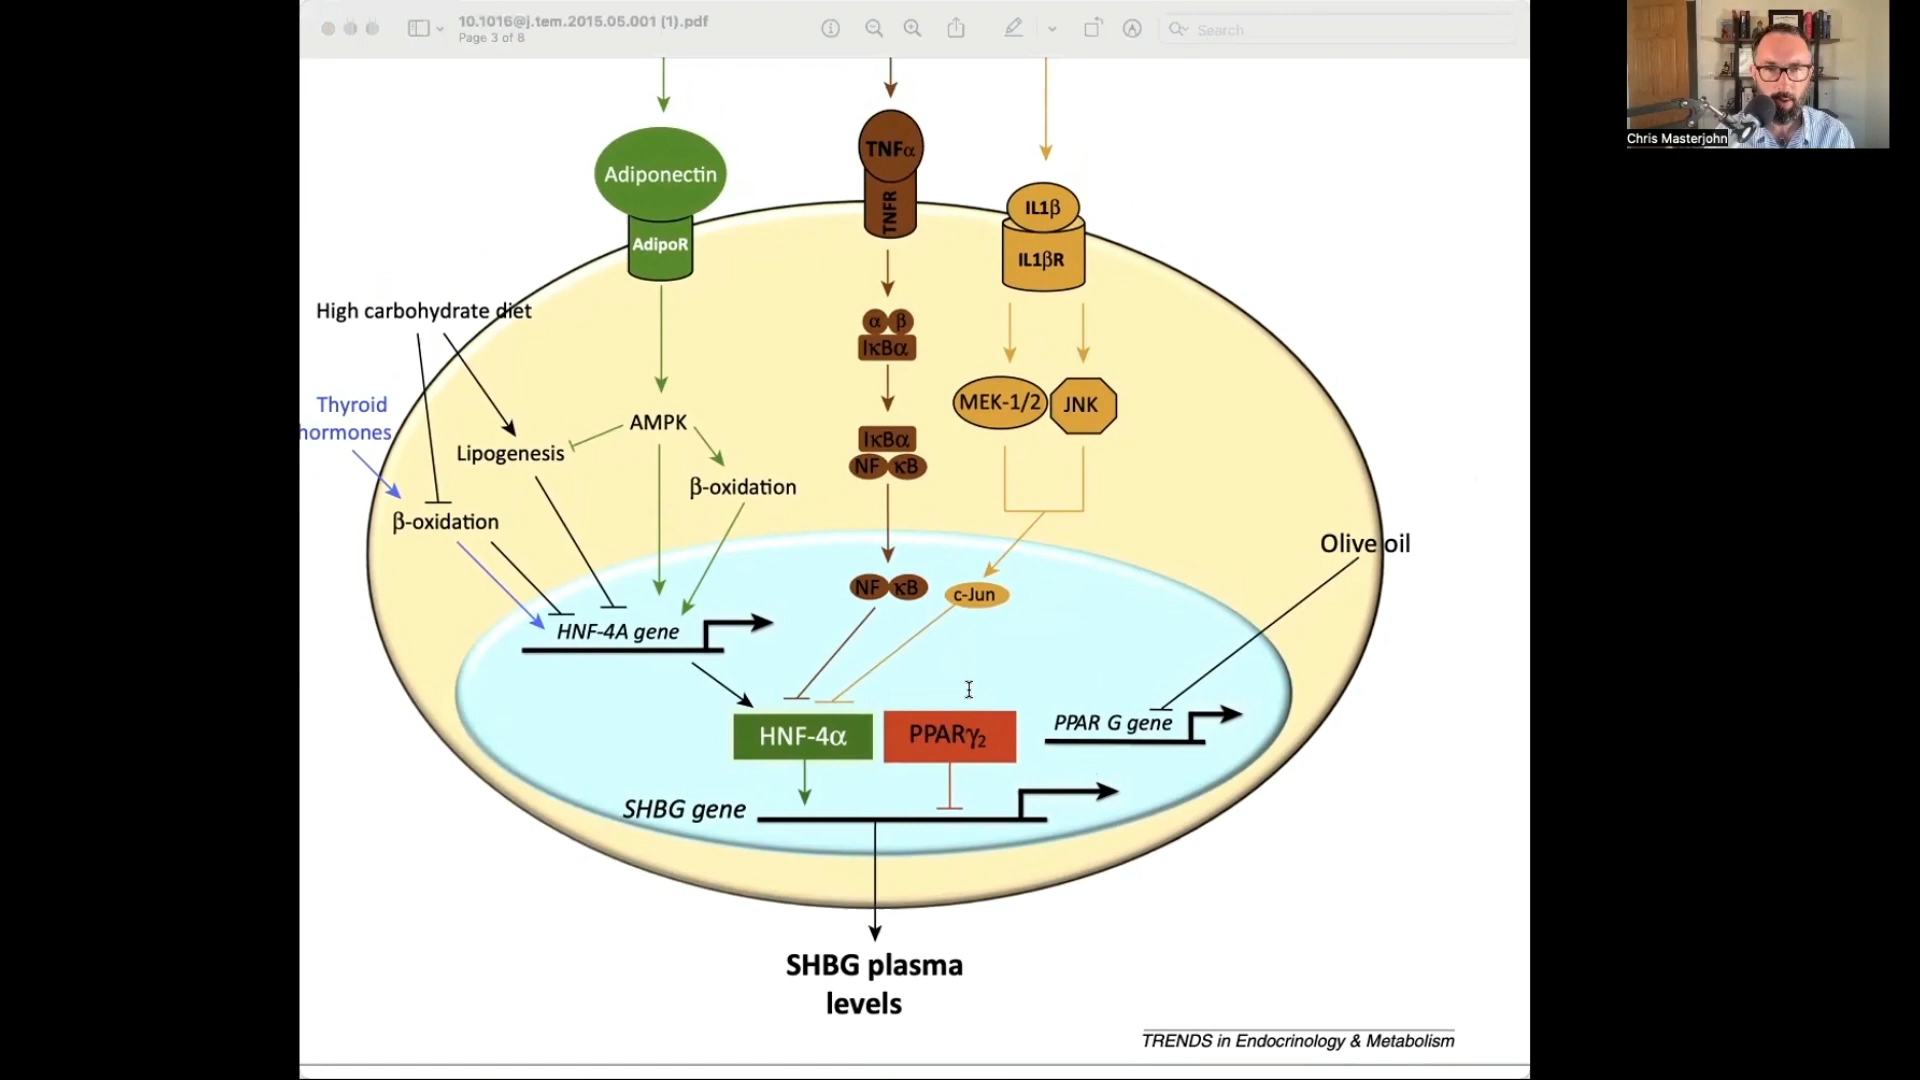 10.1016@j.tem.2015.05.001 (1).pdf
Page 3 of 8
Search
Chris Masterjohn
Adiponectin
AdipoR
TNFα
TNFR
IL1β
IL1βR
High carbohydrate diet
α β
IκBα
Thyroid
hormones
AMPK
MEK-1/2
JNK
Lipogenesis
IκBα
NF κB
β-oxidation
β-oxidation
Olive oil
NF κB
c-Jun
HNF-4A gene
HNF-4α
PPARγ2
PPAR G gene
SHBG gene
SHBG plasma
levels
TRENDS in Endocrinology & Metabolism